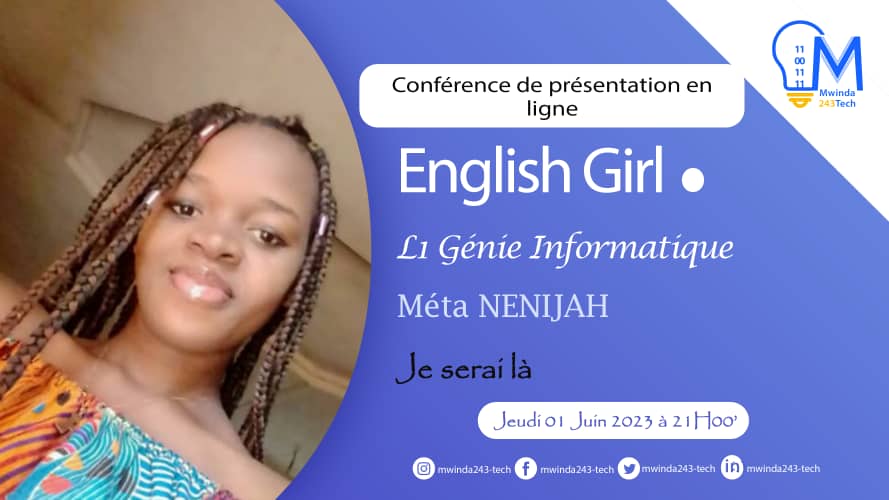 11
00
11
11
M
Mwinda
243Tech
Conférence de présentation en
ligne
English Girl
L1 Génie Informatique
Méta NENIJAH
Je serai là
Jeudi 01 Juin 2023 à 21H00'
mwinda243-tech f mwinda243-tech mwinda243-tech in mwinda243-tech